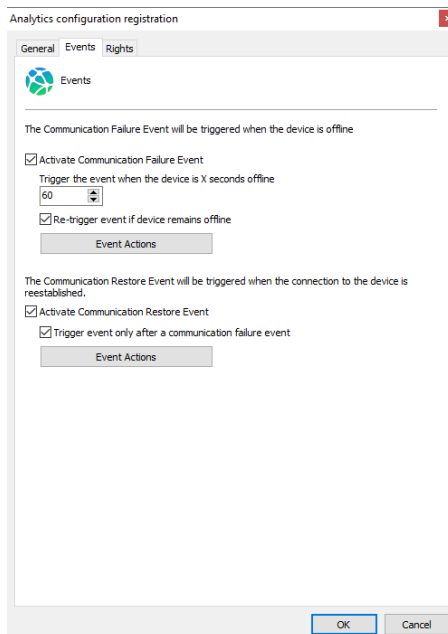 Analytics configuration registration
General Events Rights
Events
The Communication Failure Event will be triggered when the device is offline
Activate Communication Failure Event
Trigger the event when the device is X seconds offline
60
Re-trigger event if device remains offline
Event Actions
The Communication Restore Event will be triggered when the connection to the device is
reestablished.
Activate Communication Restore Event
Trigger event only after a communication failure event
Event Actions
OK Cancel